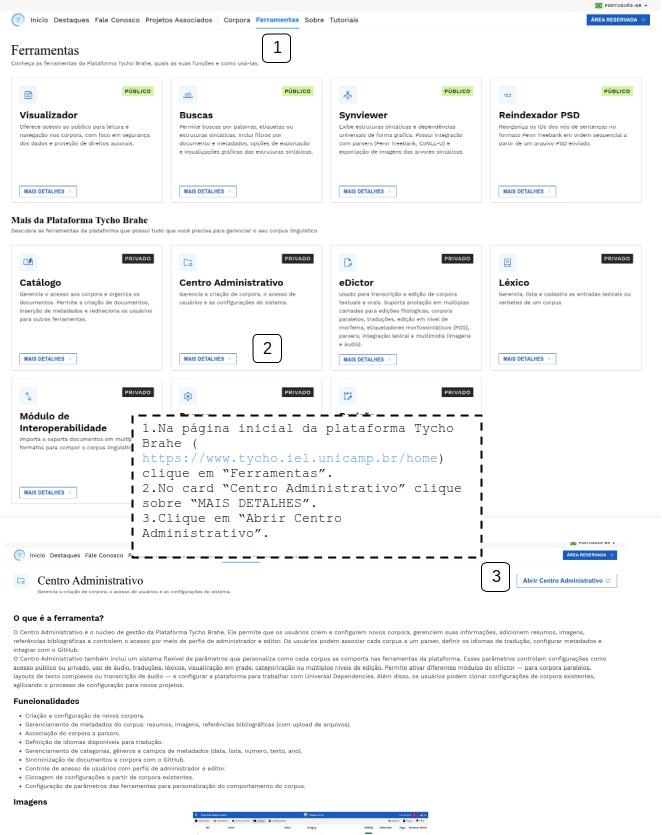 PORTUGUÊS-BR
Início Destaques Fale Conosco Projetos Associados Corpora Ferramentas Sobre Tutoriais ÁREA RESERVADA
1
Ferramentas
Conheça as ferramentas da Plataforma Tycho Brahe, quais as suas funções e como usá-las.
PÚBLICO
Visualizador
Oferece acesso ao público para leitura e
navegação nos corpora, com foco em segurança
dos dados e proteção de direitos autorais.
MAIS DETALHES
PÚBLICO
Buscas
Permite buscas por palavras, etiquetas ou
estruturas sintáticas. Inclui filtros por
documento e metadados, opções de exportação
e visualizações gráficas das estruturas sintáticas.
MAIS DETALHES
PÚBLICO
Synviewer
Exibe estruturas sintáticas e dependências
universais de forma gráfica. Possui integração
com parsers (Penn Treebank, CoNLL-U) e
exportação de imagens das árvores sintáticas.
MAIS DETALHES
PÚBLICO
Reindexador PSD
Reorganiza os IDs dos nós de sentenças no
formato Penn Treebank em ordem sequencial a
partir de um arquivo PSD enviado.
MAIS DETALHES
Mais da Plataforma Tycho Brahe
Descubra as ferramentas da plataforma que possui tudo que você precisa para gerenciar o seu corpus linguístico
PRIVADO
Catálogo
Gerencia o acesso aos corpora e organiza os
documentos. Permite a criação de documentos,
inserção de metadados e redireciona os usuários
para outras ferramentas.
MAIS DETALHES
PRIVADO
Centro Administrativo
Gerencia a criação de corpora, o acesso de
usuários e as configurações do sistema.
2
MAIS DETALHES
PRIVADO
eDictor
Usado para transcrição e edição de corpora
textuais e orais. Suporta anotação em múltiplas
camadas para edições filológicas, corpora
paralelos, traduções, edição em nível de
morfema, etiquetadores morfossintáticos (POS),
parsers, integração lexical e multimídia (imagens
e áudio).
MAIS DETALHES
PRIVADO
Léxico
Gerencia, lista e cadastra as entradas lexicais ou
verbetes de um corpus
MAIS DETALHES
PRIVADO
Módulo de
Interoperabilidade
Importa e exporta documentos em múltip
formatos para compor o corpus linguístic
MAIS DETALHES
PRIVADO
PRIVADO
1.Na página inicial da plataforma Tycho
Brahe (
https://www.tycho.iel.unicamp.br/home)
clique em “Ferramentas”.
2.No card “Centro Administrativo” clique
sobre “MAIS DETALHES”.
3.Clique em “Abrir Centro
Administrativo”.
PORTUGUÊS-BR
Início Destaques Fale Conosco ÁREA RESERVADA
3
Centro Administrativo
Abrir Centro Administrativo
Gerencia a criação de corpora, o acesso de usuários e as configurações do sistema.
O que é a ferramenta?
O Centro Administrativo é o núcleo de gestão da Plataforma Tycho Brahe. Ele permite que os usuários criem e configurem novos corpora, gerenciem suas informações, adicionem resumos, imagens,
referências bibliográficas e controlem o acesso por meio de perfis de administrador e editor. Os usuários podem associar cada corpus a um parser, definir os idiomas de tradução, configurar metadados e
integrar com o GitHub.
O Centro Administrativo também inclui um sistema flexível de parâmetros que personaliza como cada corpus se comporta nas ferramentas da plataforma. Esses parâmetros controlam configurações como
acesso público ou privado, uso de áudio, traduções, léxicos, visualização em grade, categorização ou múltiplos níveis de edição. Permite ativar diferentes módulos do eDictor — para corpora paralelos,
layouts de texto complexos ou transcrição de áudio — e configurar a plataforma para trabalhar com Universal Dependencies. Além disso, os usuários podem clonar configurações de corpora existentes,
agilizando o processo de configuração para novos projetos.
Funcionalidades
• Criação e configuração de novos corpora.
• Gerenciamento de metadados do corpus: resumos, imagens, referências bibliográficas (com upload de arquivos).
• Associação do corpora a parsers.
• Definição de idiomas disponíveis para tradução.
• Gerenciamento de categorias, gêneros e campos de metadados (data, lista, número, texto, ano).
• Sincronização de documentos e corpora com o GitHub.
• Controle de acesso de usuários com perfis de administrador e editor.
• Clonagem de configurações a partir de corpora existentes.
• Configuração de parâmetros das ferramentas para personalização do comportamento do corpus.
Imagens